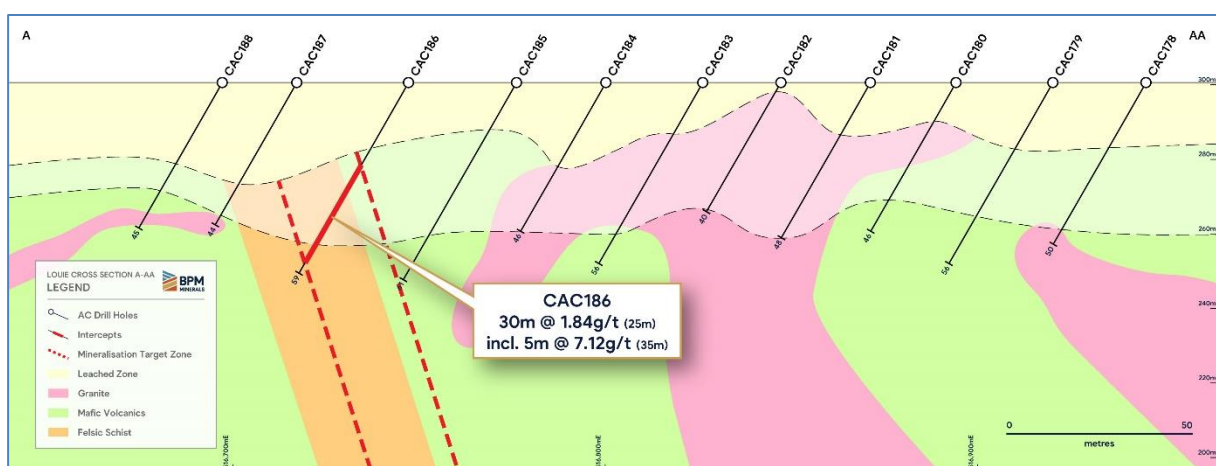 A
AA
CAC188
CAC187
CAC186
CAC185
CAC184
CAC183
CAC182
CAC181
CAC180
CAC179
CAC178
300m
280m
260m
240m
220m
200m
45
44
59
46
56
40
48
46
56
50
CAC186
30m @ 1.84g/t (25m)
incl. 5m @ 7.12g/t (35m)
LOUIE CROSS SECTION A-AA
LEGEND
BPM
MINERALS
AC Drill Holes
Intercepts
Mineralisation Target Zone
Leached Zone
Granite
Mafic Volcanics
Felsic Schist
0
50
metres